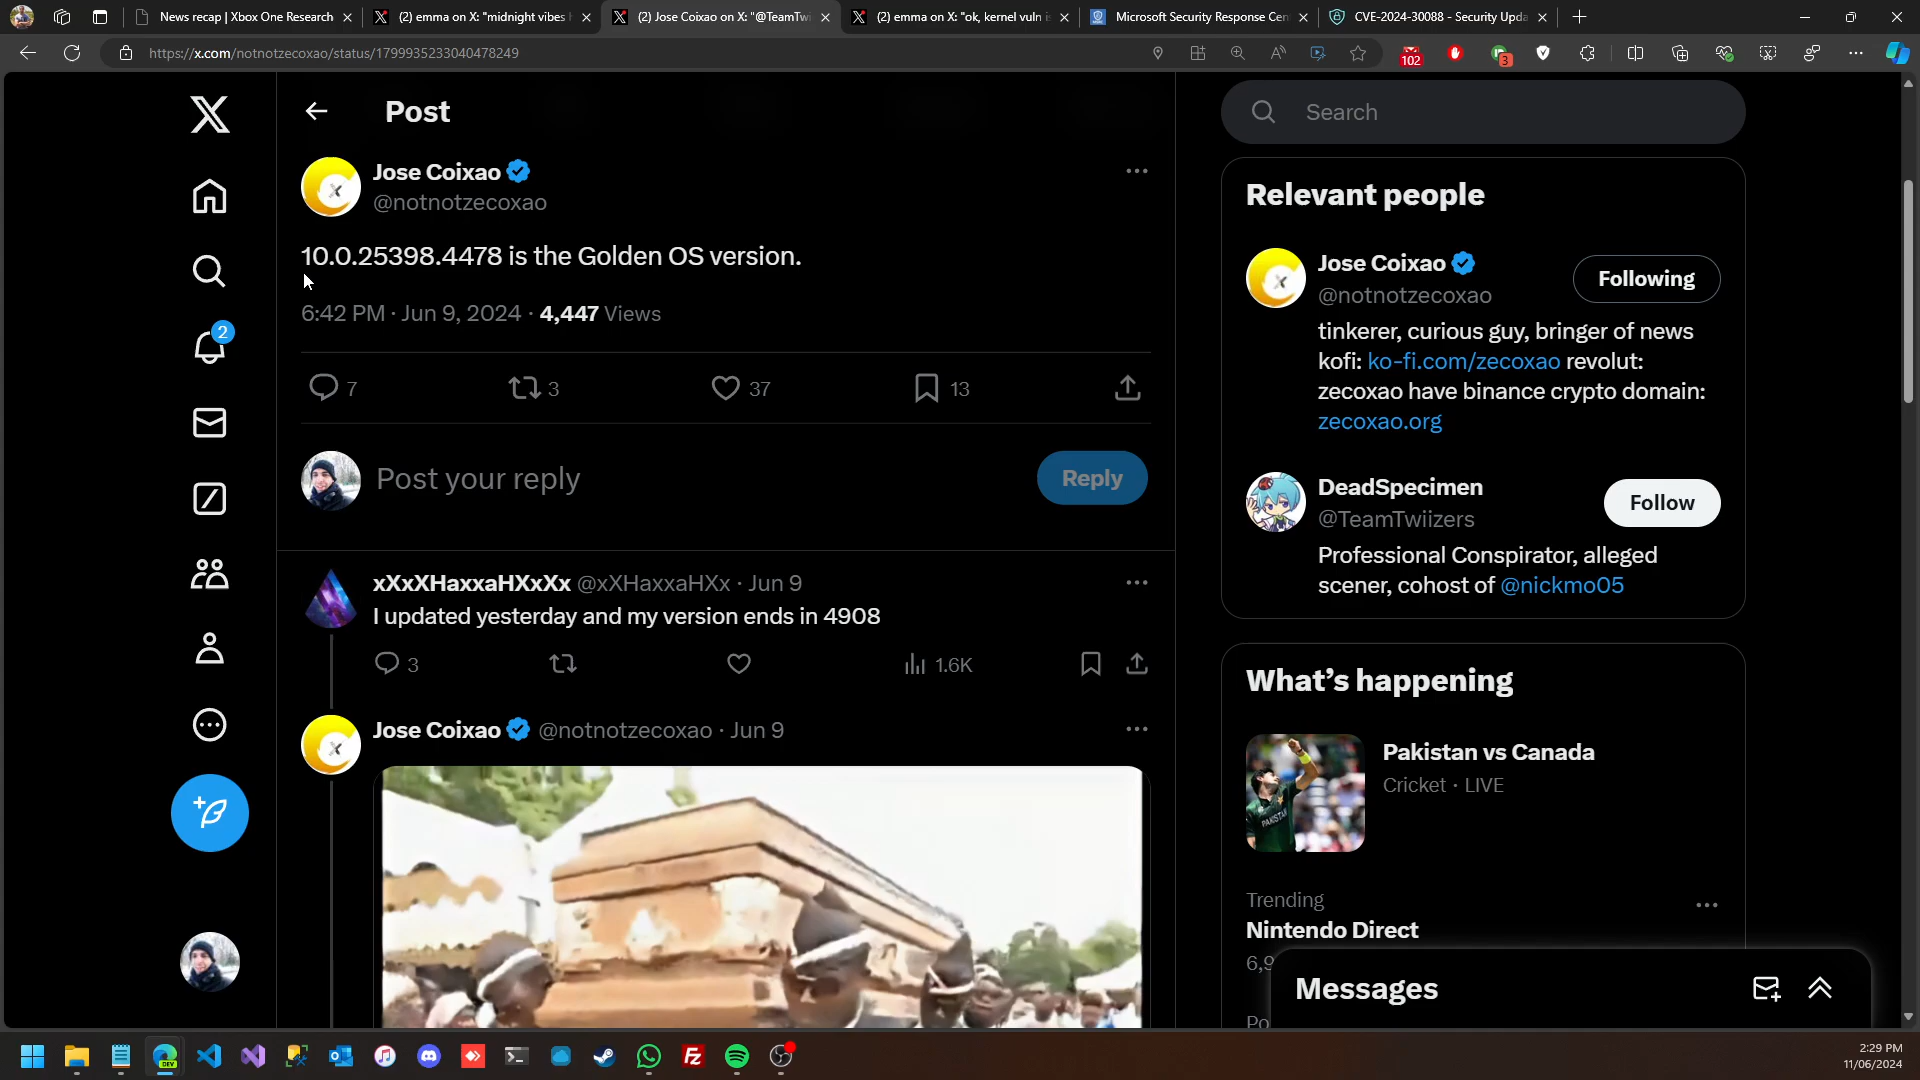 News recap | Xbox One Research
(2) emma on X: "midnight vibes
(2) Jose Coixao on X: "@TeamTwi
(2) emma on X: "ok, kernel vuln is
Microsoft Security Response Cen
CVE-2024-30088 - Security Upda
https://x.com/notnotzecoxao/status/1799935233040478249
102
3
Post
Search
Jose Coixao
@notnotzecoxao
10.0.25398.4478 is the Golden OS version.
6:42 PM · Jun 9, 2024 · 4,447 Views
7
3
37
13
Post your reply
Reply
xXxXHaxxaHXxXx @xXHaxxaHXx · Jun 9
I updated yesterday and my version ends in 4908
3
1.6K
Jose Coixao @notnotzecoxao · Jun 9
2
Relevant people
Jose Coixao
@notnotzecoxao
Following
tinkerer, curious guy, bringer of news
kofi: ko-fi.com/zecoxao revolut:
zecoxao have binance crypto domain:
zecoxao.org
DeadSpecimen
@TeamTwiizers
Follow
Professional Conspirator, alleged
scener, cohost of @nickmo05
What's happening
Pakistan vs Canada
Cricket · LIVE
PAKISTAN
Trending
Nintendo Direct
6,9
Po
Messages
DEV
2:29 PM
11/06/2024